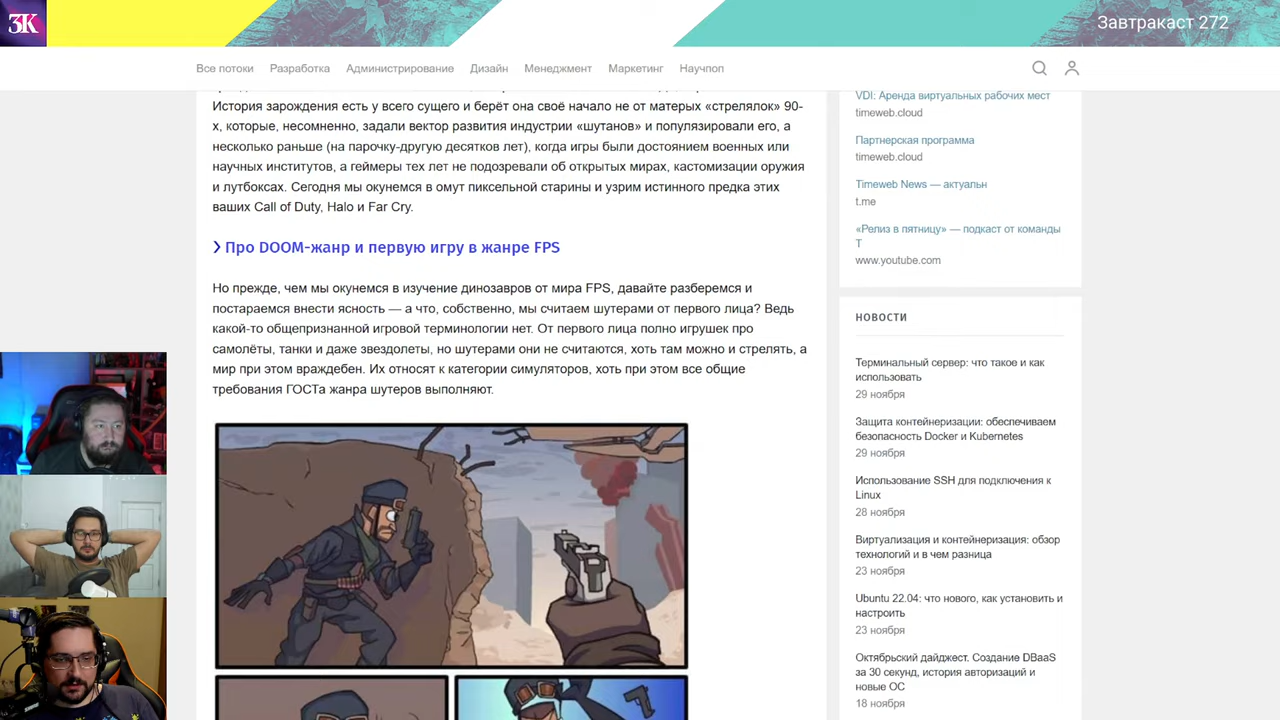 ЗК
Завтракаст 272
Все потоки Разработка Администрирование Дизайн Менеджмент Маркетинг Научпоп
История зарождения есть у всего сущего и берёт она своё начало не от матерых «стрелялок» 90-
х, которые, несомненно, задали вектор развития индустрии «шутанов» и популязировали его, а
несколько раньше (на парочку-другую десятков лет), когда игры были достоянием военных или
научных институтов, а геймеры тех лет не подозревали об открытых мирах, кастомизации оружия
и лутбоксах. Сегодня мы окунемся в омут пиксельной старины и узрим истинного предка этих
ваших Call of Duty, Halo и Far Cry.
Про DOOM-жанр и первую игру в жанре FPS
Но прежде, чем мы окунемся в изучение динозавров от мира FPS, давайте разберемся и
постараемся внести ясность — а что, собственно, мы считаем шутерами от первого лица? Ведь
какой-то общепризнанной игровой терминологии нет. От первого лица полно игрушек про
самолёты, танки и даже звездолеты, но шутерами они не считаются, хоть там можно и стрелять, а
мир при этом враждебен. Их относят к категории симуляторов, хоть при этом все общие
требования ГОСТа жанра шутеров выполняют.
VDI: Аренда виртуальных рабочих мест
timeweb.cloud
Партнерская программа
timeweb.cloud
Timeweb News — актуальн
t.me
«Релиз в пятницу» — подкаст от команды
Т
www.youtube.com
НОВОСТИ
Терминальный сервер: что такое и как
использовать
29 ноября
Защита контейнеризации: обеспечиваем
безопасность Docker и Kubernetes
29 ноября
Использование SSH для подключения к
Linux
28 ноября
Виртуализация и контейнеризация: обзор
технологий и в чем разница
23 ноября
Ubuntu 22.04: что нового, как установить и
настроить
23 ноября
Октябрьский дайджест. Создание DBaaS
за 30 секунд, история авторизаций и
новые ОС
18 ноября